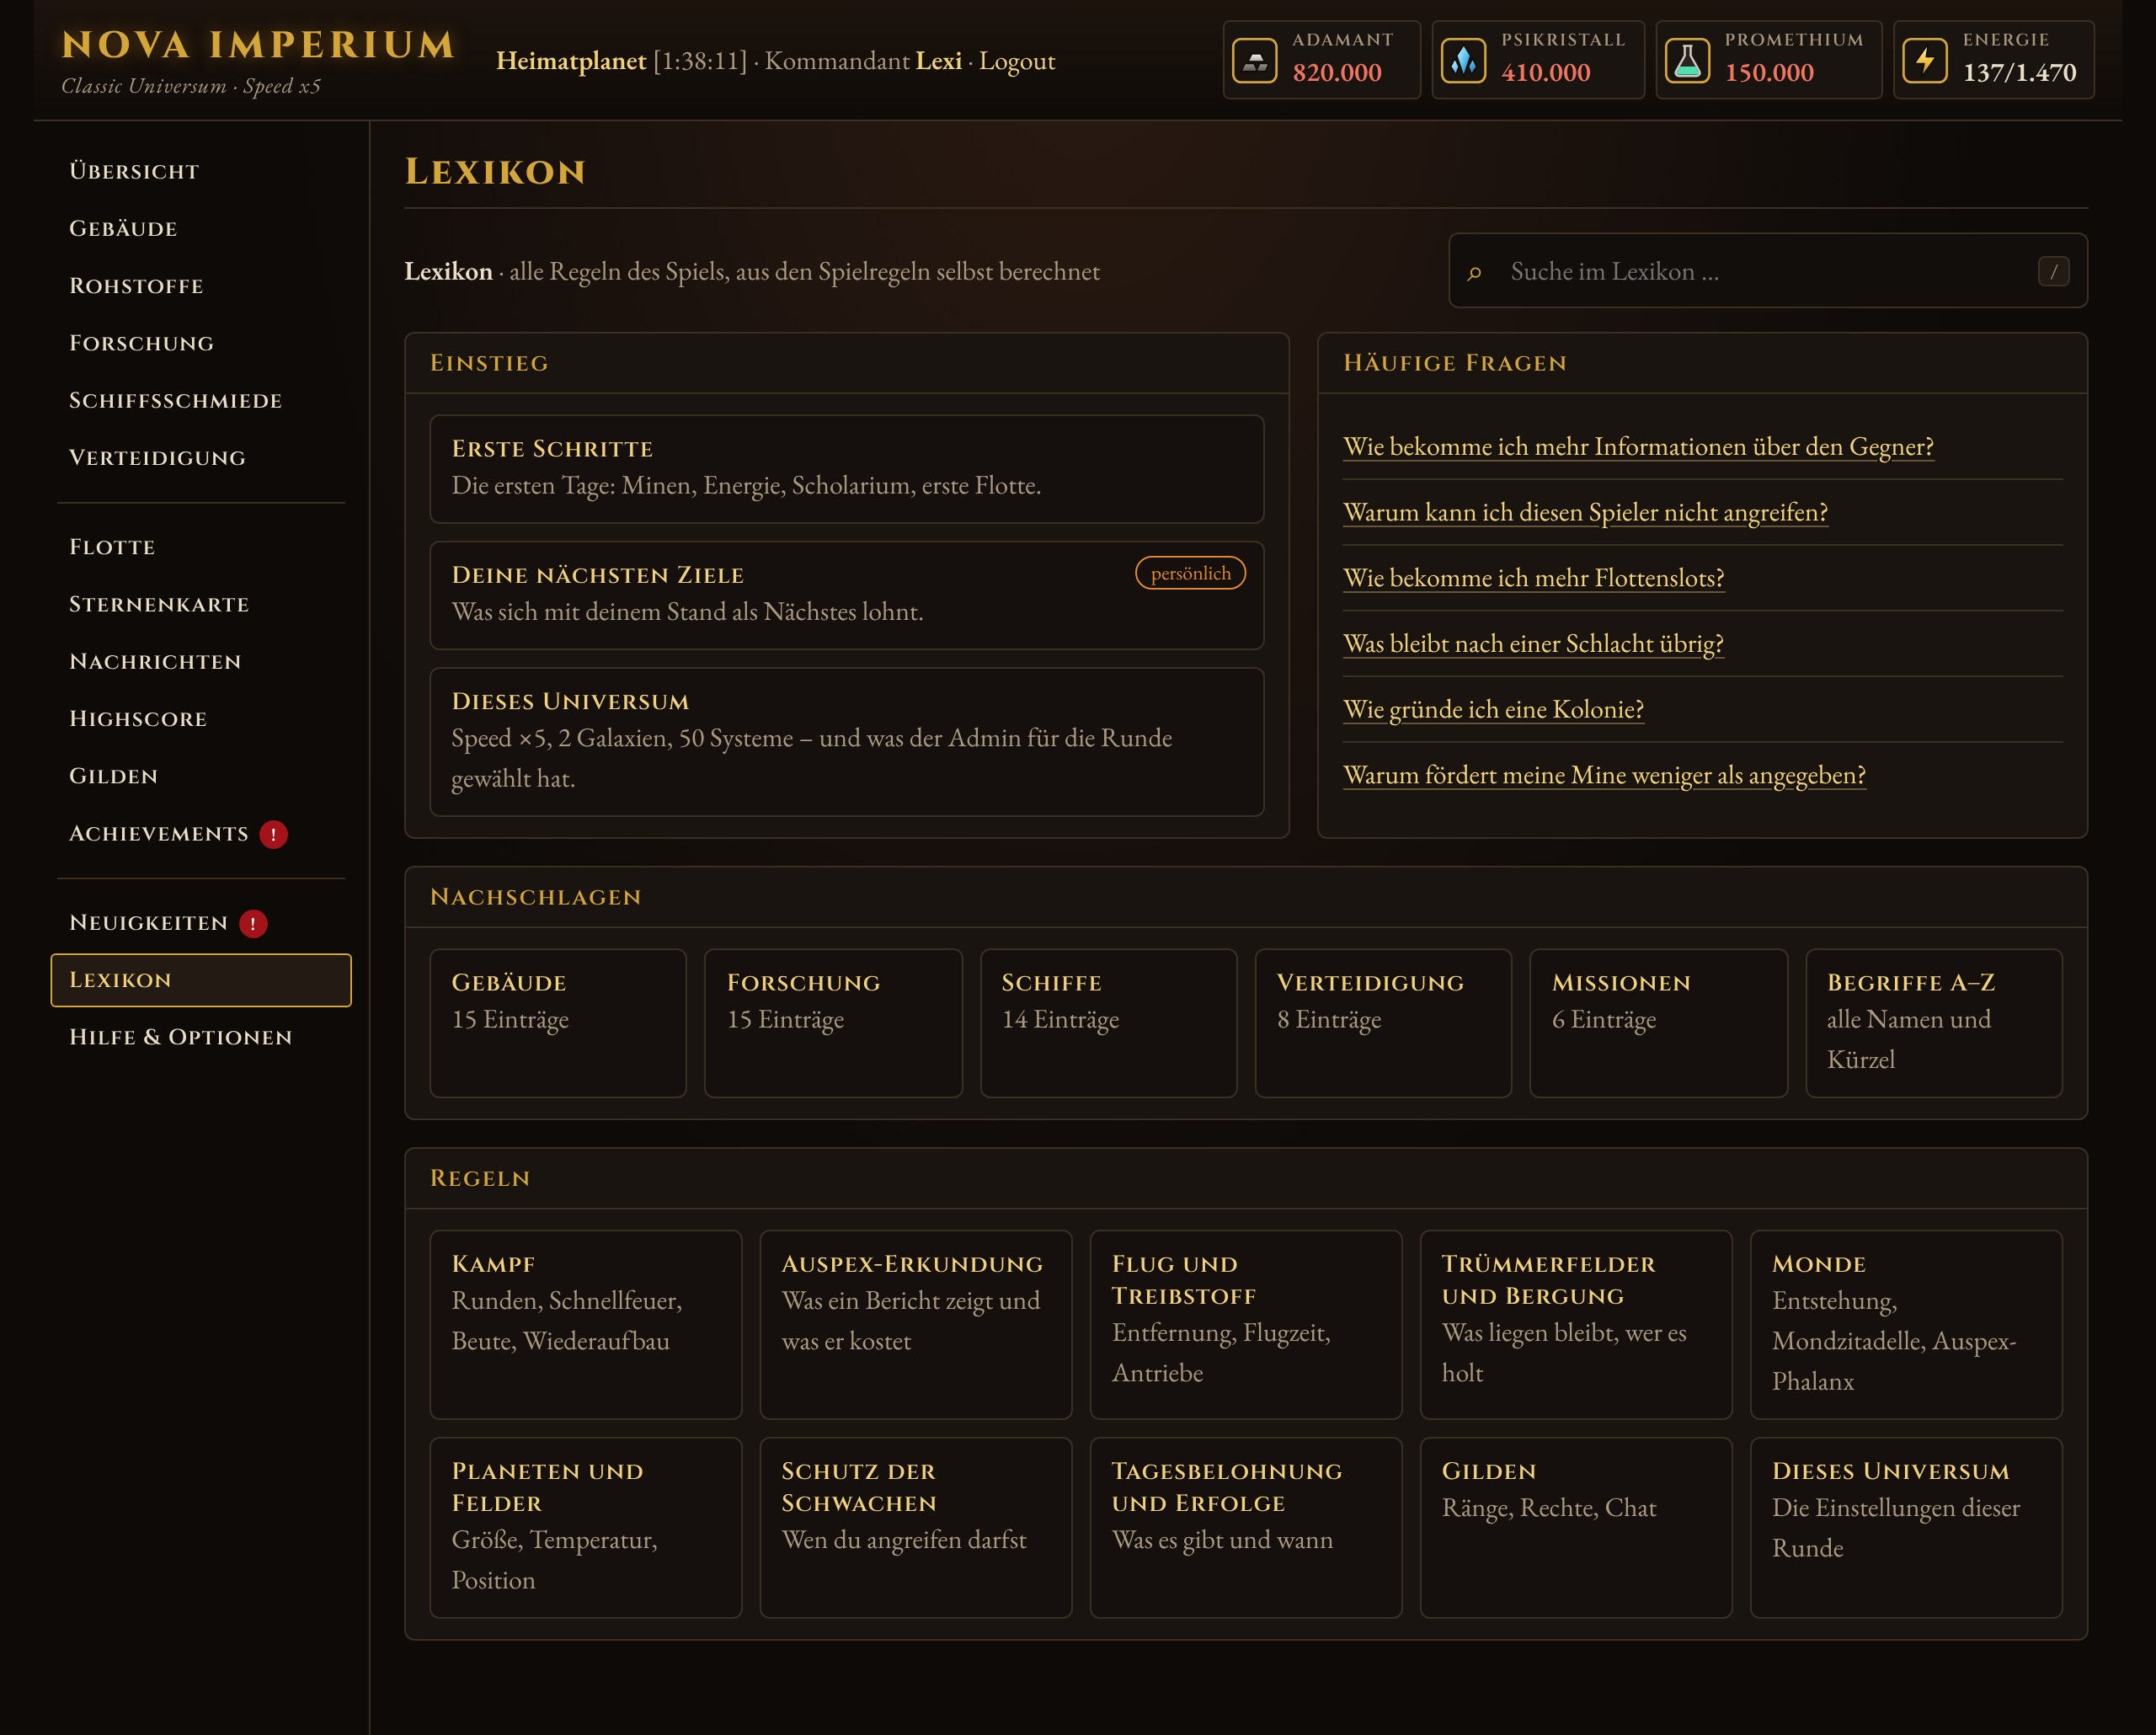 NOVA IMPERIUM
Classic Universum · Speed x5
Heimatplanet [1:38:11] · Kommandant Lexi · Logout
ADAMANT
820.000
PSIKRISTALL
410.000
PROMETHIUM
150.000
ENERGIE
137/1.470
Übersicht
Gebäude
Rohstoffe
Forschung
Schiffsschmiede
Verteidigung
Flotte
Sternenkarte
Nachrichten
Highscore
Gilden
Achievements !
Neuigkeiten !
Lexikon
Hilfe & Optionen
Lexikon
Lexikon · alle Regeln des Spiels, aus den Spielregeln selbst berechnet
Suche im Lexikon ...
/
Einstieg
Erste Schritte
Die ersten Tage: Minen, Energie, Scholarium, erste Flotte.
Deine nächsten Ziele
persönlich
Was sich mit deinem Stand als Nächstes lohnt.
Dieses Universum
Speed ×5, 2 Galaxien, 50 Systeme – und was der Admin für die Runde
gewählt hat.
Häufige Fragen
Wie bekomme ich mehr Informationen über den Gegner?
Warum kann ich diesen Spieler nicht angreifen?
Wie bekomme ich mehr Flottenslots?
Was bleibt nach einer Schlacht übrig?
Wie gründe ich eine Kolonie?
Warum fördert meine Mine weniger als angegeben?
Nachschlagen
Gebäude
15 Einträge
Forschung
15 Einträge
Schiffe
14 Einträge
Verteidigung
8 Einträge
Missionen
6 Einträge
Begriffe A–Z
alle Namen und
Kürzel
Regeln
Kampf
Runden, Schnellfeuer,
Beute, Wiederaufbau
Auspex-Erkundung
Was ein Bericht zeigt und
was er kostet
Flug und
Treibstoff
Entfernung, Flugzeit,
Antriebe
Trümmerfelder
und Bergung
Was liegen bleibt, wer es
holt
Monde
Entstehung,
Mondzitadelle, Auspex-
Phalanx
Planeten und
Felder
Größe, Temperatur,
Position
Schutz der
Schwachen
Wen du angreifen darfst
Tagesbelohnung
und Erfolge
Was es gibt und wann
Gilden
Ränge, Rechte, Chat
Dieses Universum
Die Einstellungen dieser
Runde